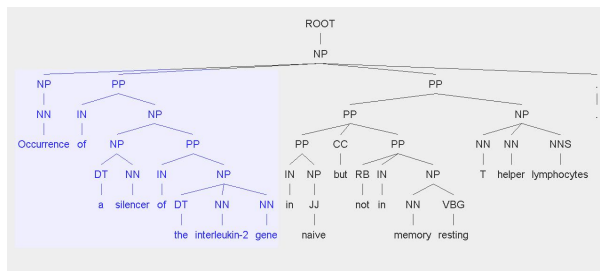 ROOT
NP
NP PP PP .
NN IN NP PP NP .
Occurrence of NP PP PP CC PP NN NN NNS
DT NN IN NP IN NP but RB IN NP T helper lymphocytes
a silencer of DT NN NN in JJ not in NN VBG
the interleukin-2 gene naive memory resting